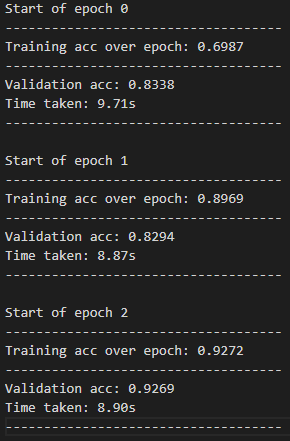 Start of epoch 0
------------------------------------
Training acc over epoch: 0.6987
------------------------------------
Validation acc: 0.8338
Time taken: 9.71s
------------------------------------
Start of epoch 1
------------------------------------
Training acc over epoch: 0.8969
------------------------------------
Validation acc: 0.8294
Time taken: 8.87s
------------------------------------
Start of epoch 2
------------------------------------
Training acc over epoch: 0.9272
------------------------------------
Validation acc: 0.9269
Time taken: 8.90s
------------------------------------